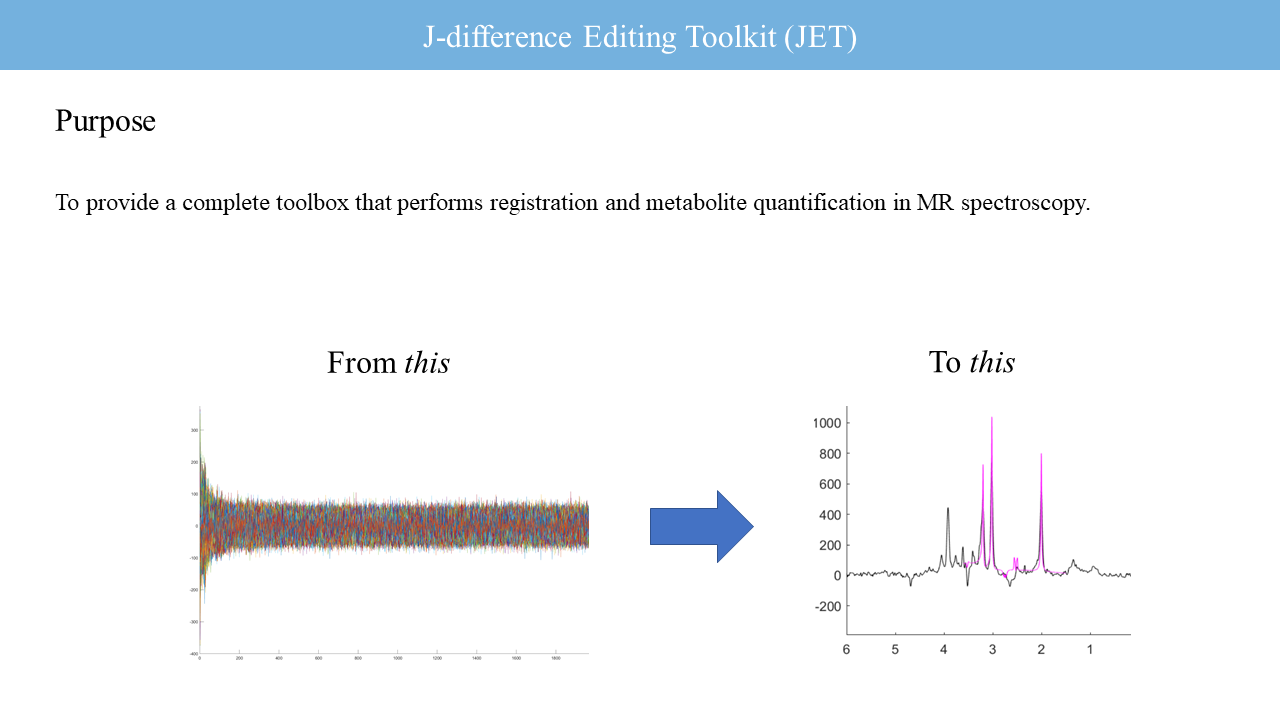 J-difference Editing Toolkit (JET)
Purpose
To provide a complete toolbox that performs registration and metabolite quantification in MR spectroscopy.
From this
To this
300
200
100
0
-100
-200
-300
-400
0 200 400 600 800 1000 1200 1400 1600 1800
1000
800
600
400
200
0
-200
6 5 4 3 2 1